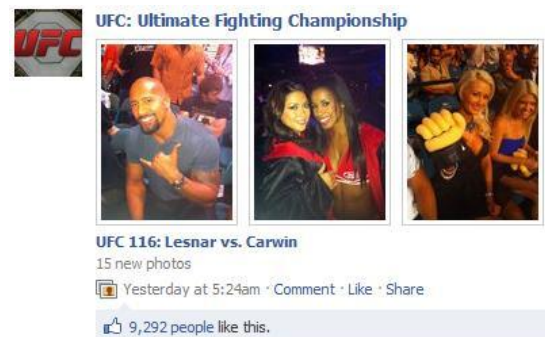 UFC
UFC: Ultimate Fighting Championship
UFC 116: Lesnar vs. Carwin
15 new photos
Yesterday at 5:24am · Comment · Like · Share
9,292 people like this.